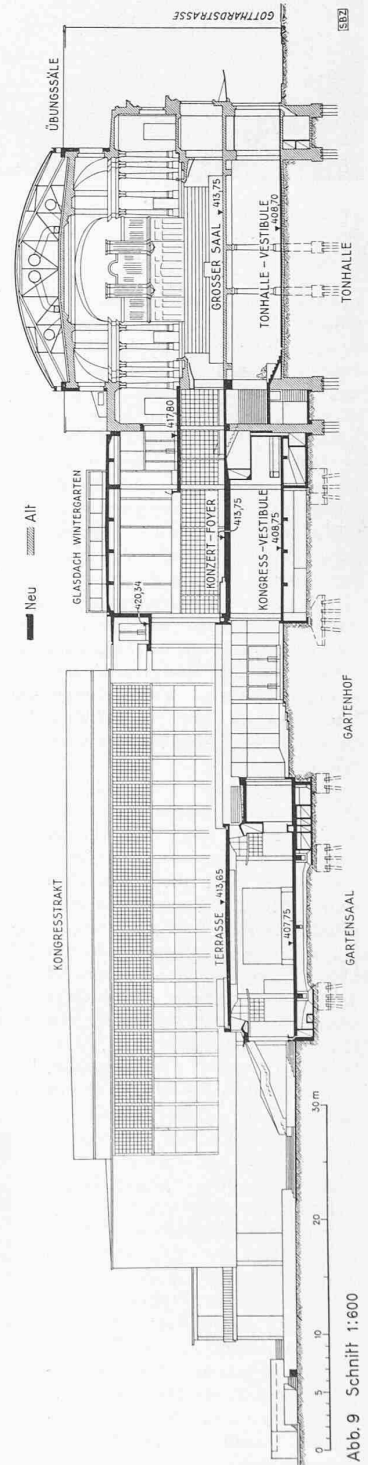 Neu
Alt
KONGRESSTRAKT
GLASDACH WINTERGARTEN
ÜBUNGSSÄLE
GOTTHARDSTRASSE
420,34
417,80
KONZERT-FOYER
413,75
GROSSER SAAL
413,75
TERRASSE 413,65
KONGRESS-VESTIBULE
408,75
TONHALLE-VESTIBULE
408,70
407,75
GARTENSAAL
GARTENHOF
TONHALLE
0 5 10 20 30 m
Abb. 9 Schnitt 1:600
SBZ